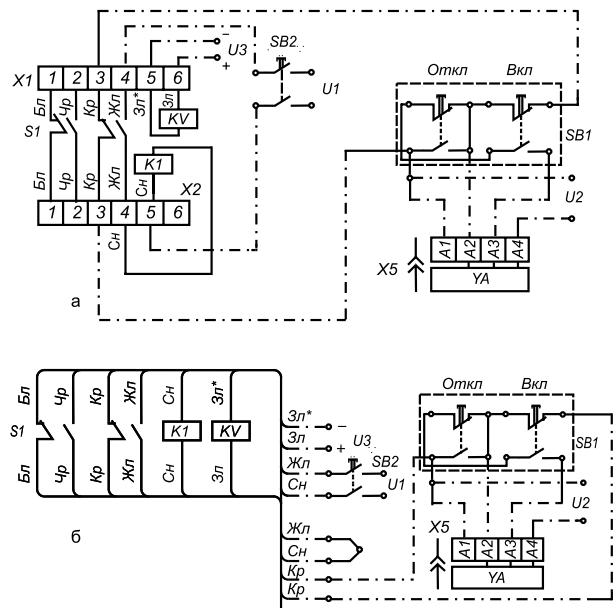 – U3 +
SB2
U1
X1 1 2 3 4 5 6
Бл Чр Кр Жл Зл* Зл
S1
KV
K1
Бл Чр Кр Жл Сн X2
1 2 3 4 5 6
Сн
а
Откл Вкл
SB1
U2
A1 A2 A3 A4
X5
YA
Бл Чр Кр Жл Сн Зл*
S1
K1 KV
Бл Чр Кр Жл Сн Зл
б
Зл* –
Зл + U3
Жл SB2
Сн U1
Жл
Сн
Кр
Кр
Откл Вкл
SB1
U2
X5
A1 A2 A3 A4
YA